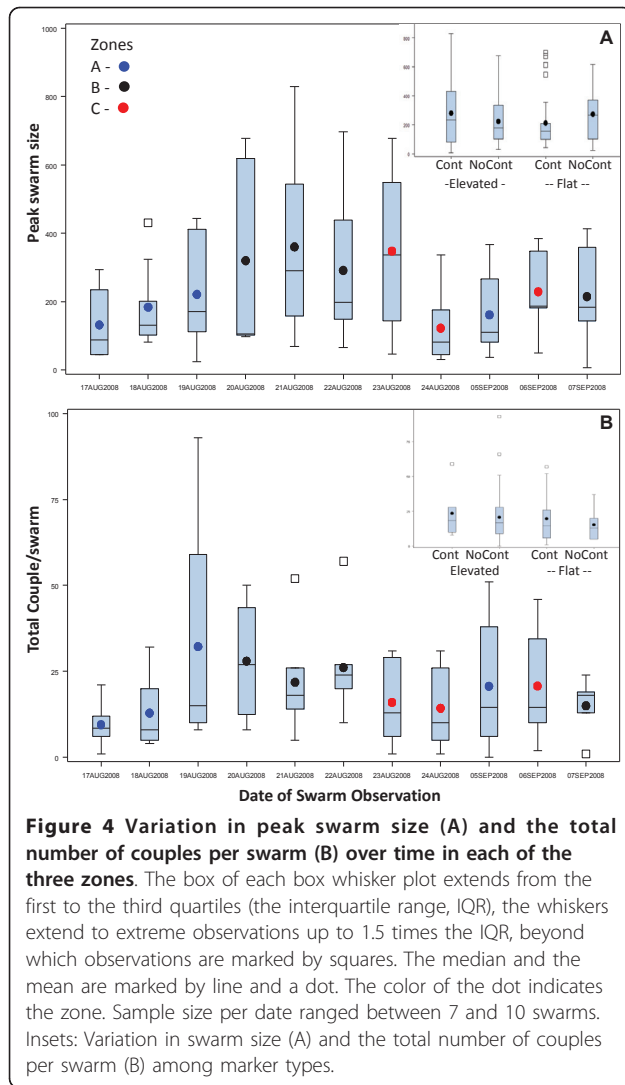 1000
800
600
400
200
0
Peak swarm size
Zones
A -
B -
C -
A
800
600
400
200
0
Cont NoCont Cont NoCont
-Elevated - -- Flat --
17AUG2008 18AUG2008 19AUG2008 20AUG2008 21AUG2008 22AUG2008 23AUG2008 24AUG2008 05SEP2008 06SEP2008 07SEP2008
100
75
50
25
0
Total Couple/swarm
B
Cont NoCont Cont NoCont
Elevated -- Flat --
17AUG2008 18AUG2008 19AUG2008 20AUG2008 21AUG2008 22AUG2008 23AUG2008 24AUG2008 05SEP2008 06SEP2008 07SEP2008
Date of Swarm Observation
Figure 4 Variation in peak swarm size (A) and the total
number of couples per swarm (B) over time in each of the
three zones. The box of each box whisker plot extends from the
first to the third quartiles (the interquartile range, IQR), the whiskers
extend to extreme observations up to 1.5 times the IQR, beyond
which observations are marked by squares. The median and the
mean are marked by line and a dot. The color of the dot indicates
the zone. Sample size per date ranged between 7 and 10 swarms.
Insets: Variation in swarm size (A) and the total number of couples
per swarm (B) among marker types.